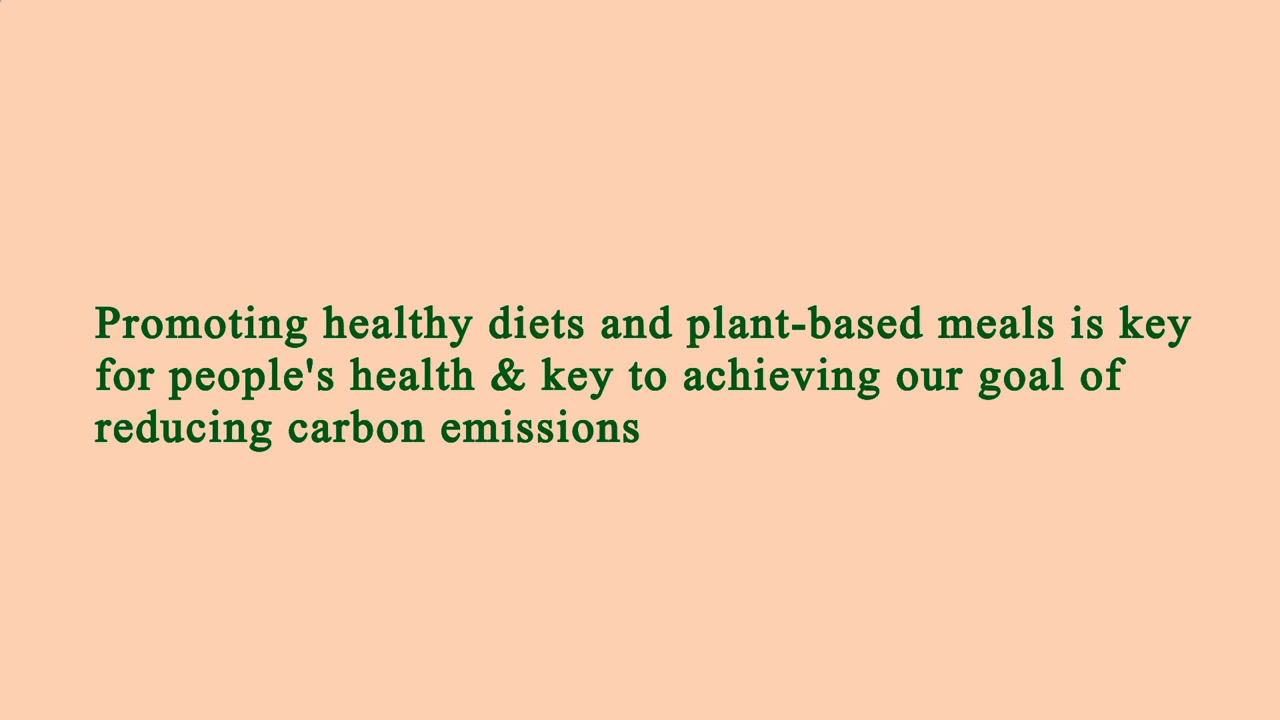 Promoting healthy diets and plant-based meals is key
for people's health & key to achieving our goal of
reducing carbon emissions